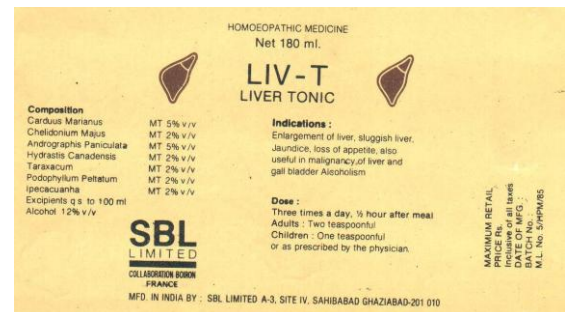 HOMOEOPATHIC MEDICINE
Net 180 ml.
LIV-T
LIVER TONIC
Composition
Carduus Marianus MT 5% v/v
Chelidonium Majus MT 2% v/v
Andrographis Paniculata MT 5% v/v
Hydrastis Canadensis MT 2% v/v
Taraxacum MT 2% v/v
Podophyllum Peltatum MT 2% v/v
Ipecacuanha MT 2% v/v
Excipients q s to 100 ml
Alcohol 12% v/v
SBL
LIMITED
COLLABORATION BOIRON
FRANCE
Indications :
Enlargement of liver, sluggish liver,
Jaundice, loss of appetite, also
useful in malignancy,of liver and
gall bladder Alcoholism
Dose :
Three times a day, ½ hour after meal
Adults : Two teaspoonful
Children : One teaspoonful
or as prescribed by the physician.
MAXIMUM RETAIL
PRICE Rs.
Inclusive of all taxes
DATE OF MFG. :
BATCH No. :
M.L. No. 5/HPM/85
MFD. IN INDIA BY : SBL LIMITED A-3, SITE IV, SAHIBABAD GHAZIABAD-201 010